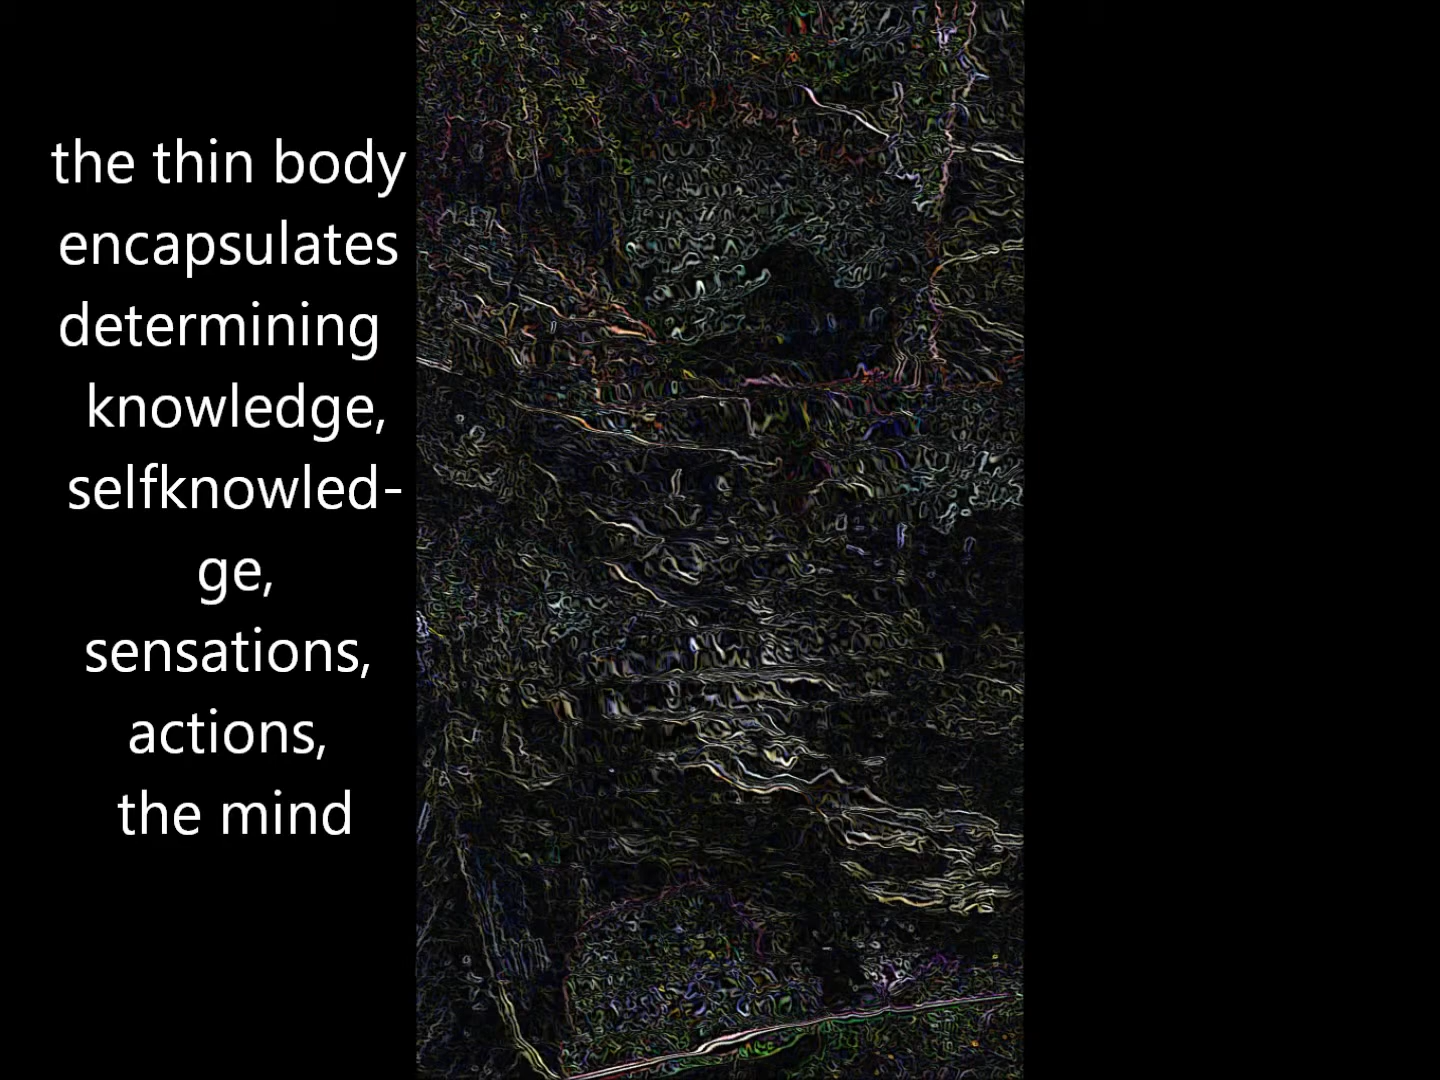 the thin body
encapsulates
determining
knowledge,
selfknowled-
ge,
sensations,
actions,
the mind